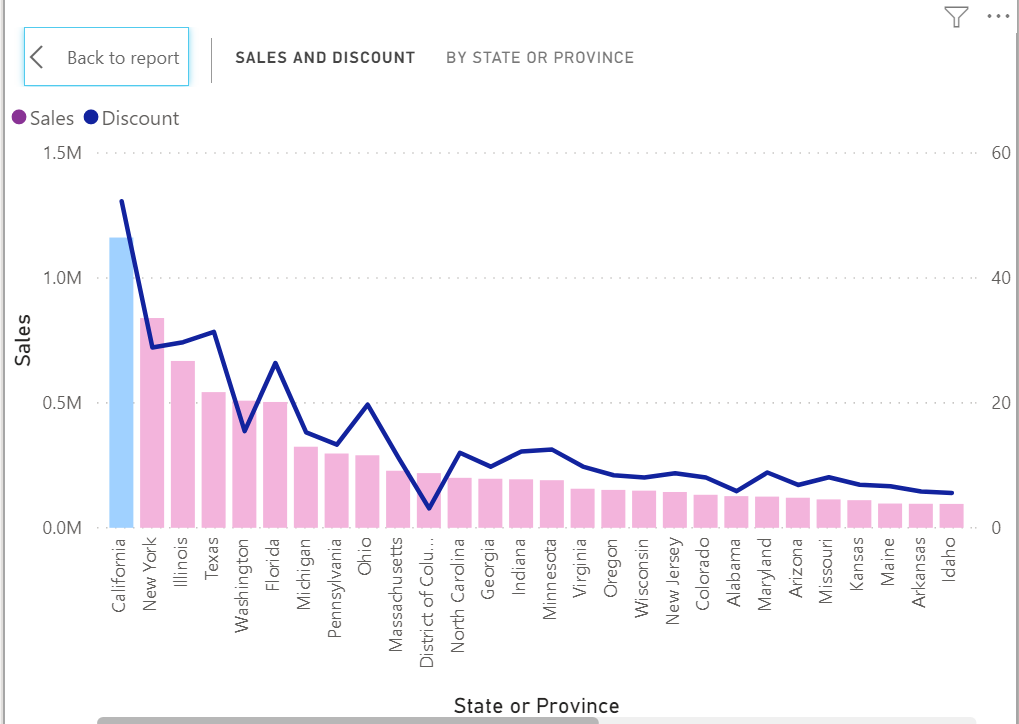 Back to report
SALES AND DISCOUNT
BY STATE OR PROVINCE
Sales
Discount
1.5M
60
1.0M
40
0.5M
20
0.0M
0
Sales
California
New York
Illinois
Texas
Washington
Florida
Michigan
Pennsylvania
Ohio
Massachusetts
District of Colu...
North Carolina
Georgia
Indiana
Minnesota
Virginia
Oregon
Wisconsin
New Jersey
Colorado
Alabama
Maryland
Arizona
Missouri
Kansas
Maine
Arkansas
Idaho
State or Province